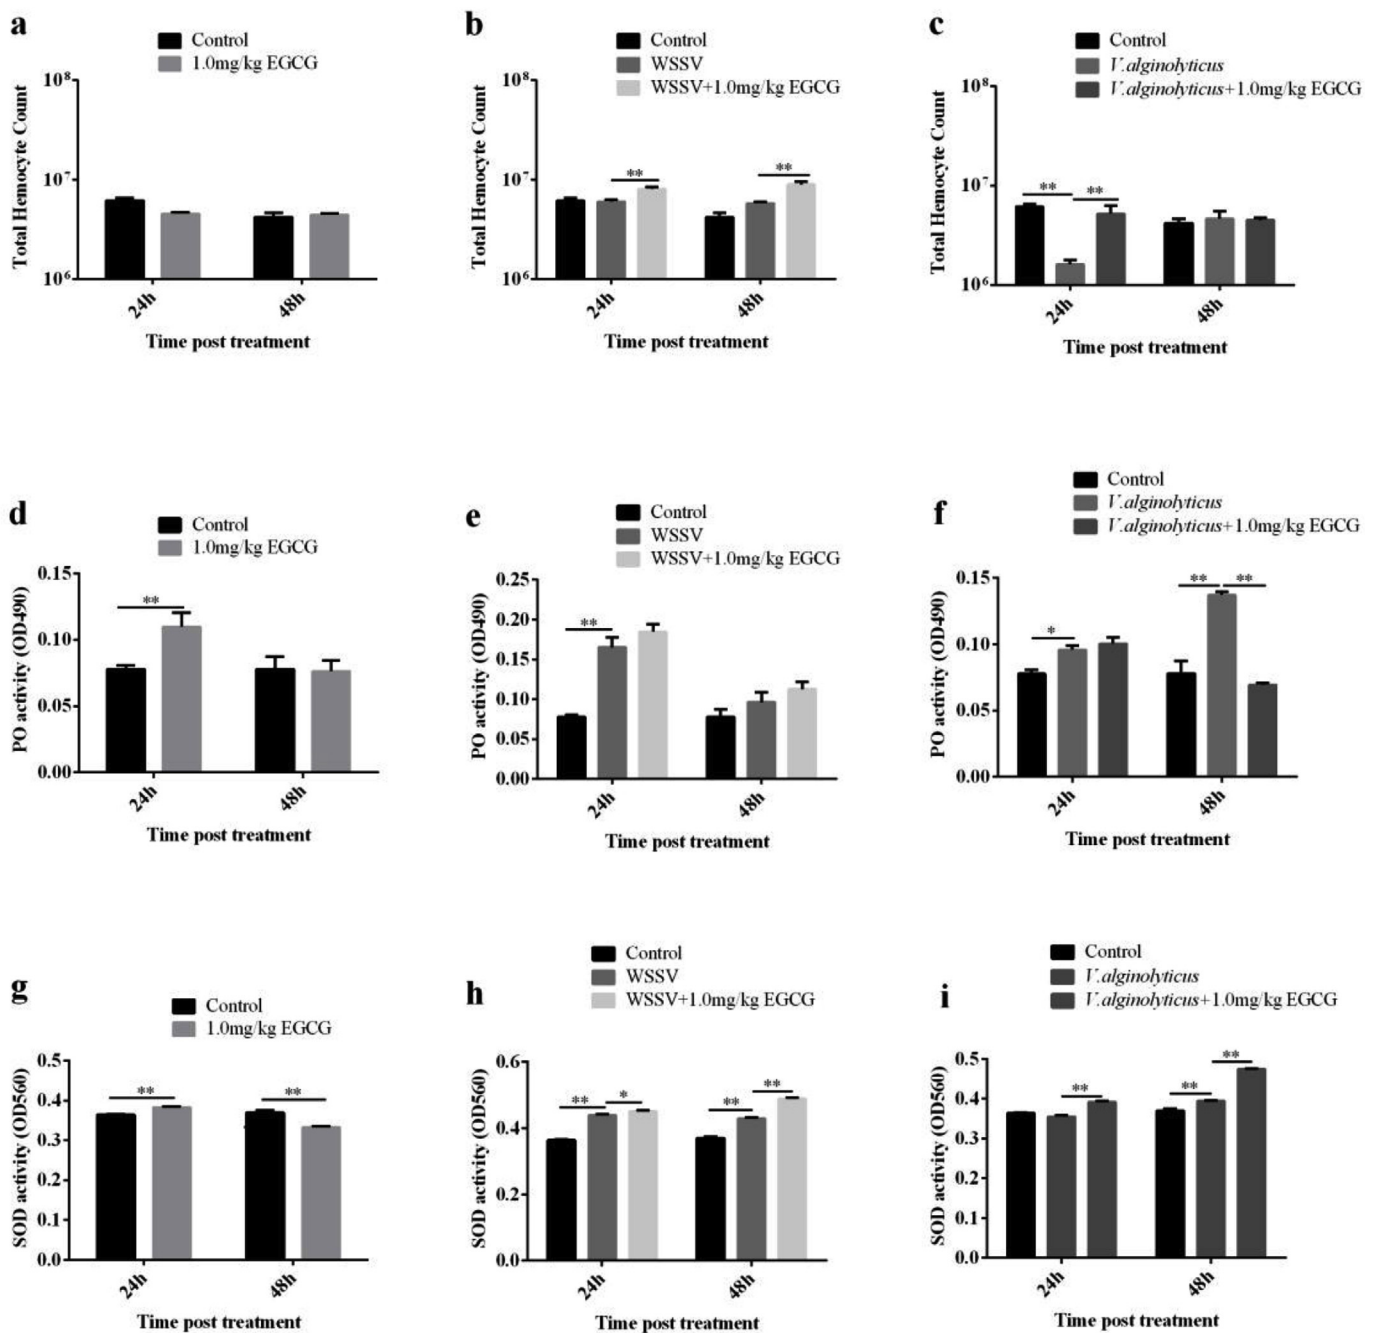 a
Control
1.0mg/kg EGCG
Total Hemocyte Count
10⁸
10⁷
10⁶
24h
48h
Time post treatment
b
Control
WSSV
WSSV+1.0mg/kg EGCG
Total Hemocyte Count
10⁸
10⁷
10⁶
**
**
24h
48h
Time post treatment
c
Control
V.alginolyticus
V.alginolyticus+1.0mg/kg EGCG
Total Hemocyte Count
10⁸
10⁷
10⁶
**
**
24h
48h
Time post treatment
d
Control
1.0mg/kg EGCG
PO activity (OD490)
0.15
0.10
0.05
0.00
**
24h
48h
Time post treatment
e
Control
WSSV
WSSV+1.0mg/kg EGCG
PO activity (OD490)
0.25
0.20
0.15
0.10
0.05
0.00
**
24h
48h
Time post treatment
f
Control
V.alginolyticus
V.alginolyticus+1.0mg/kg EGCG
PO activity (OD490)
0.15
0.10
0.05
0.00
*
**
**
24h
48h
Time post treatment
g
Control
1.0mg/kg EGCG
SOD activity (OD560)
0.5
0.4
0.3
0.2
0.1
0.0
**
**
24h
48h
Time post treatment
h
Control
WSSV
WSSV+1.0mg/kg EGCG
SOD activity (OD560)
0.6
0.4
0.2
0.0
**
*
**
**
24h
48h
Time post treatment
i
Control
V.alginolyticus
V.alginolyticus+1.0mg/kg EGCG
SOD activity (OD560)
0.5
0.4
0.3
0.2
0.1
0.0
**
**
**
24h
48h
Time post treatment